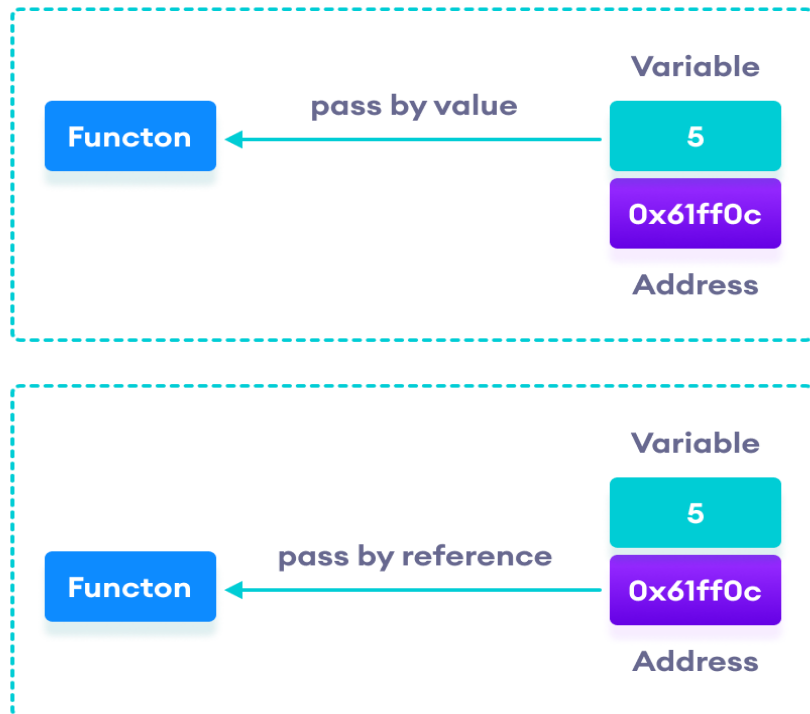 Variable
pass by value
Functon
5
0x61ff0c
Address
Variable
5
pass by reference
Functon
0x61ff0c
Address